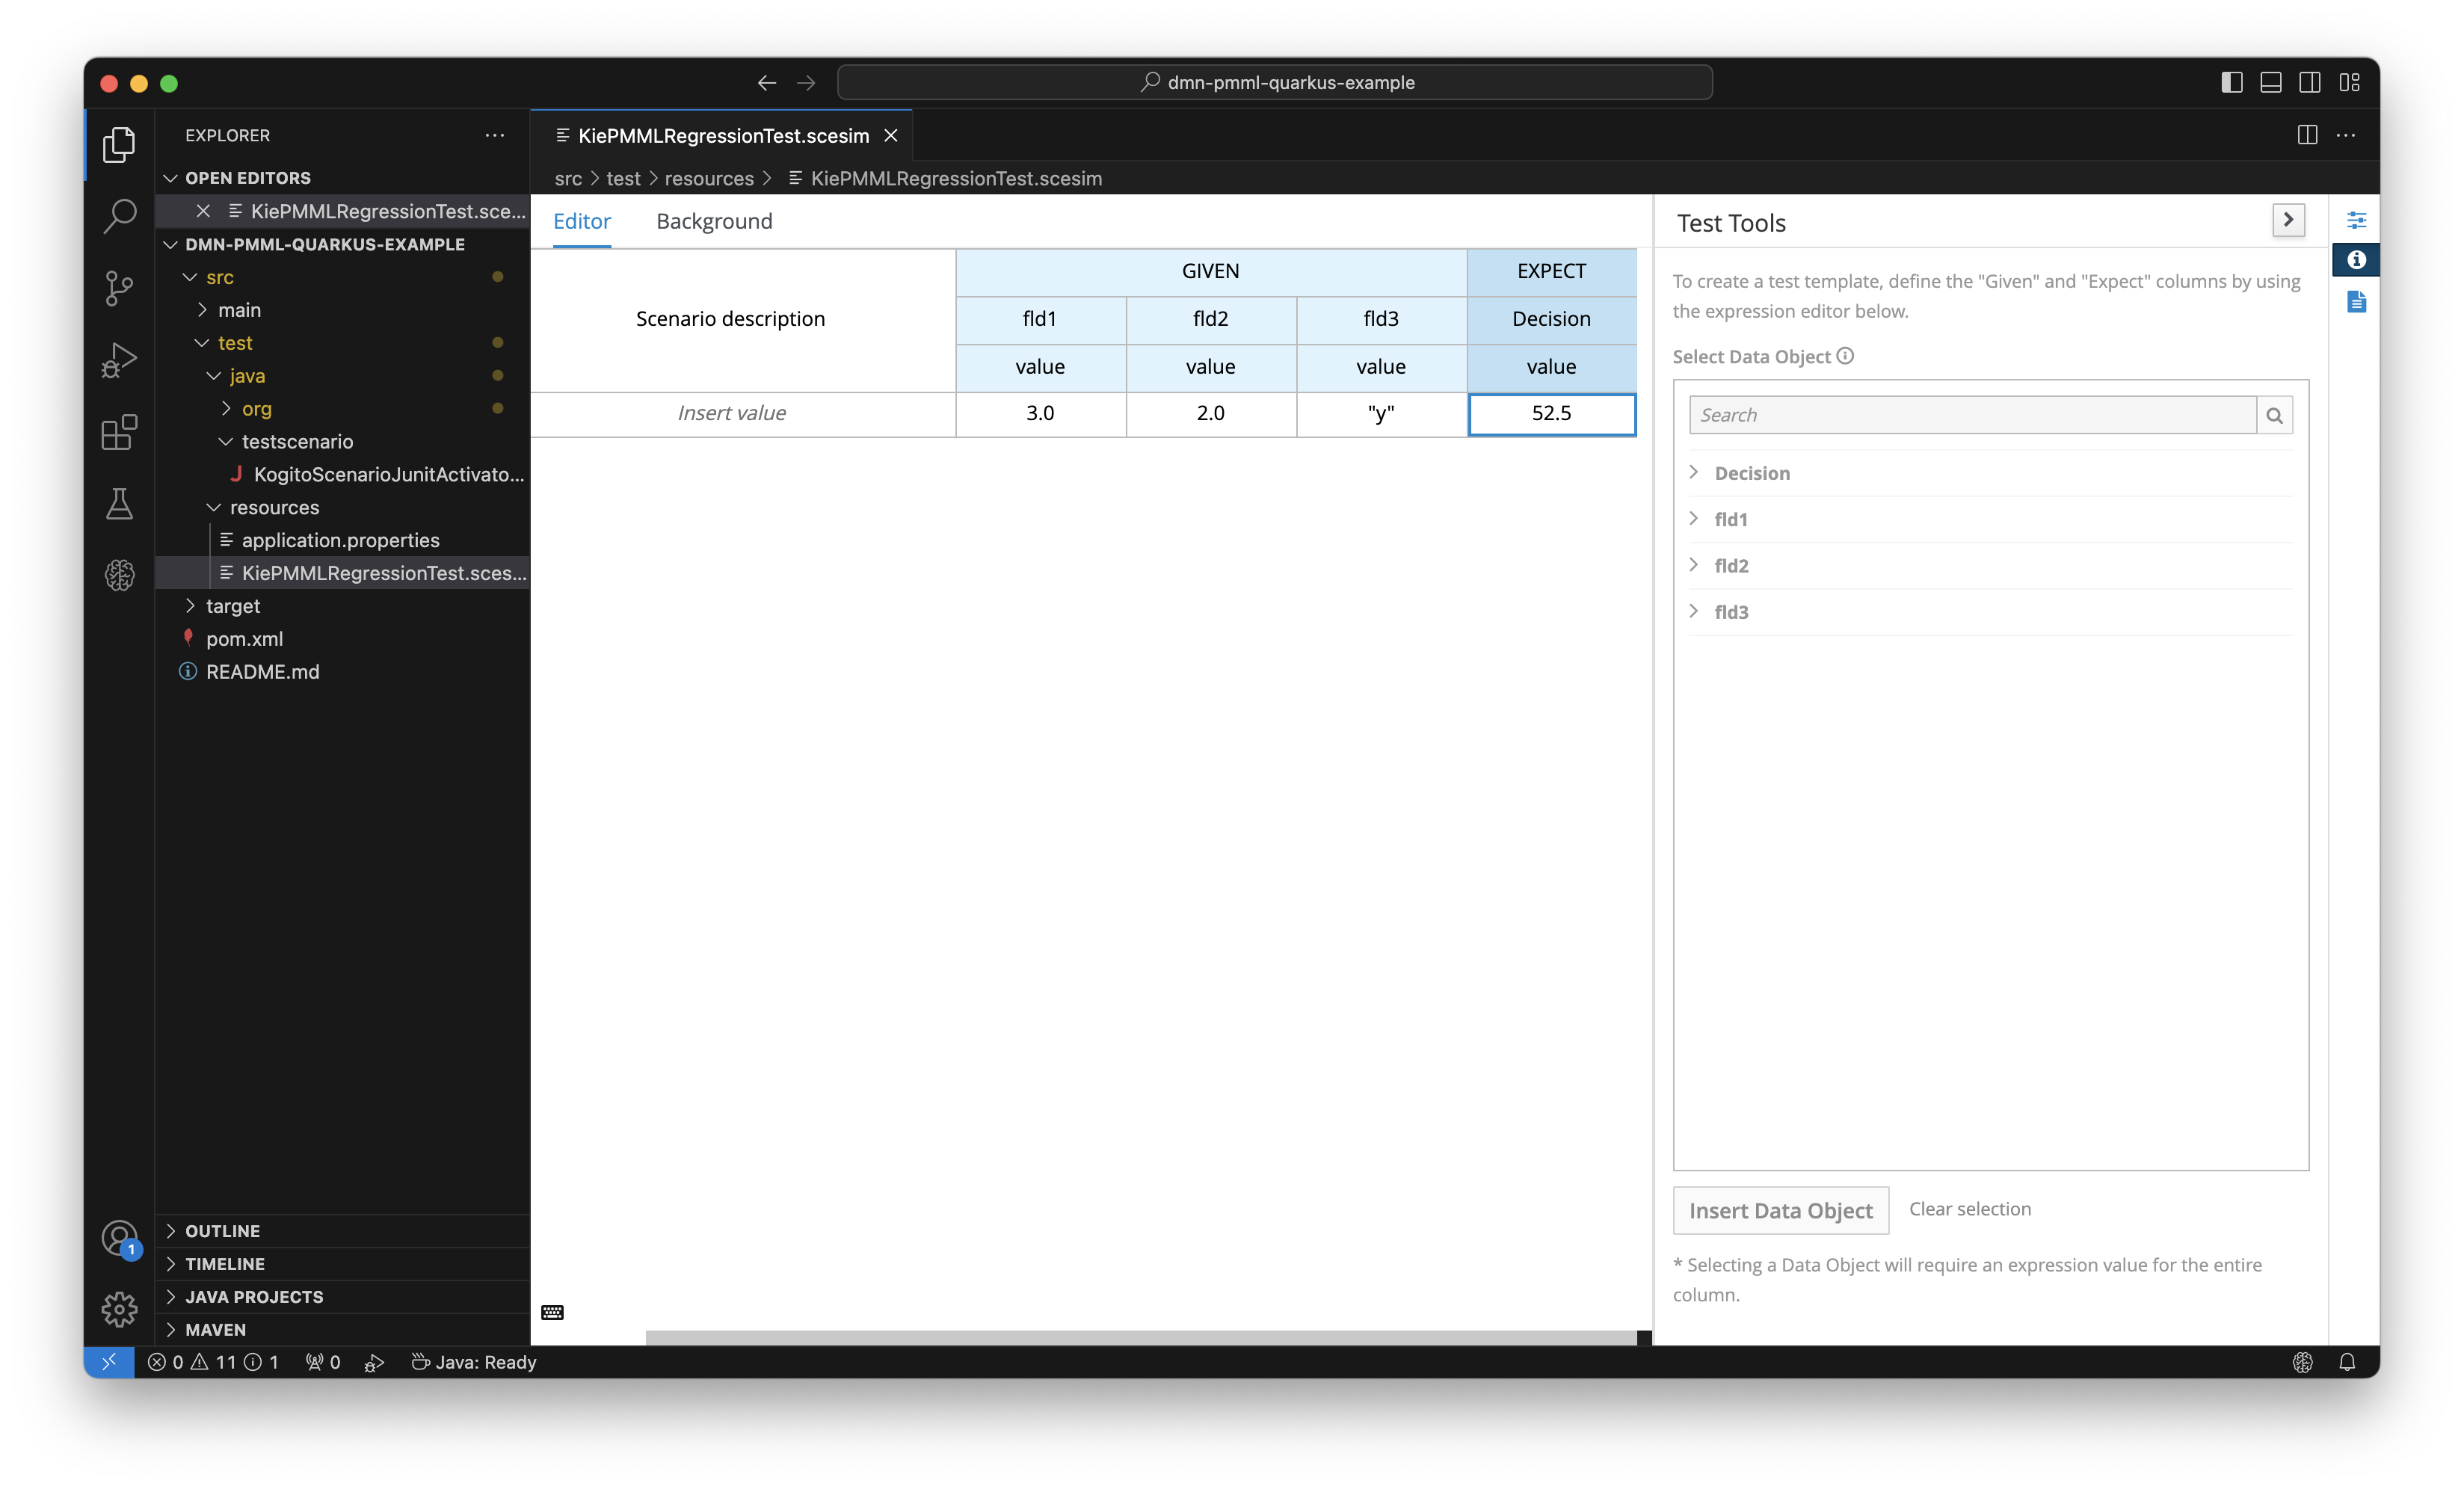 dmn-pmml-quarkus-example
EXPLORER
OPEN EDITORS
KiePMMLRegressionTest.sce...
DMN-PMML-QUARKUS-EXAMPLE
src
main
test
java
org
testscenario
KogitoScenarioJunitActivato...
resources
application.properties
KiePMMLRegressionTest.sces...
target
pom.xml
README.md
OUTLINE
TIMELINE
JAVA PROJECTS
MAVEN
KiePMMLRegressionTest.scesim
src > test > resources > KiePMMLRegressionTest.scesim
Editor Background
Scenario description
GIVEN EXPECT
fld1 fld2 fld3 Decision
value value value value
Insert value 3.0 2.0 "y" 52.5
Test Tools
To create a test template, define the "Given" and "Expect" columns by using
the expression editor below.
Select Data Object
Search
Decision
fld1
fld2
fld3
Insert Data Object Clear selection
* Selecting a Data Object will require an expression value for the entire
column.
1
0 11 1 0 Java: Ready